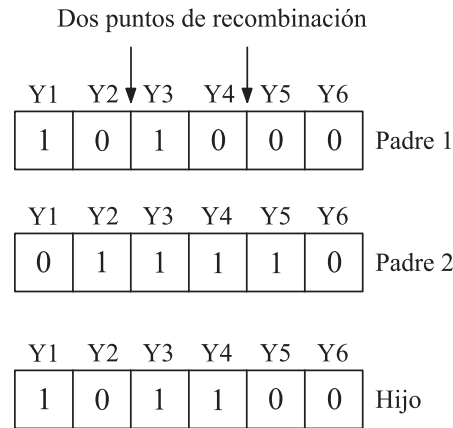 Dos puntos de recombinación
Y1 Y2 Y3 Y4 Y5 Y6
1 0 1 0 0 0 Padre 1
Y1 Y2 Y3 Y4 Y5 Y6
0 1 1 1 1 0 Padre 2
Y1 Y2 Y3 Y4 Y5 Y6
1 0 1 1 0 0 Hijo